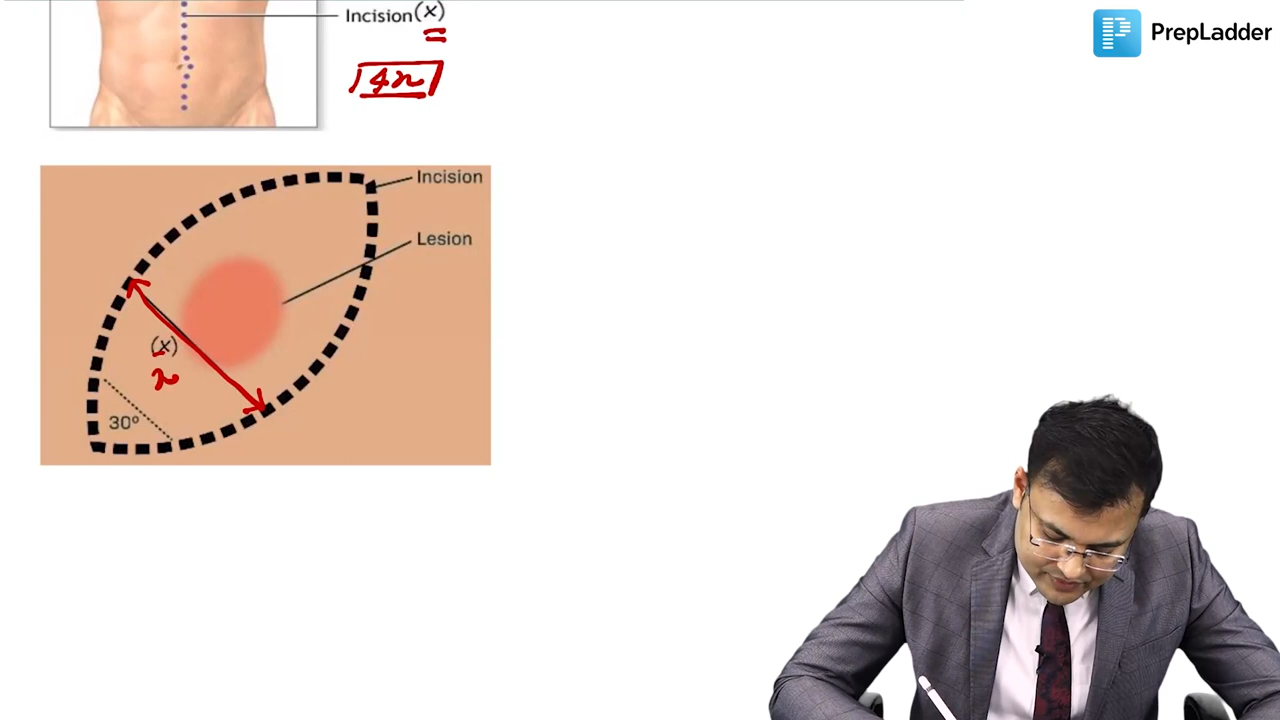 PrepLadder
Incision(x)
4x
Incision
Lesion
(x)
x
30°